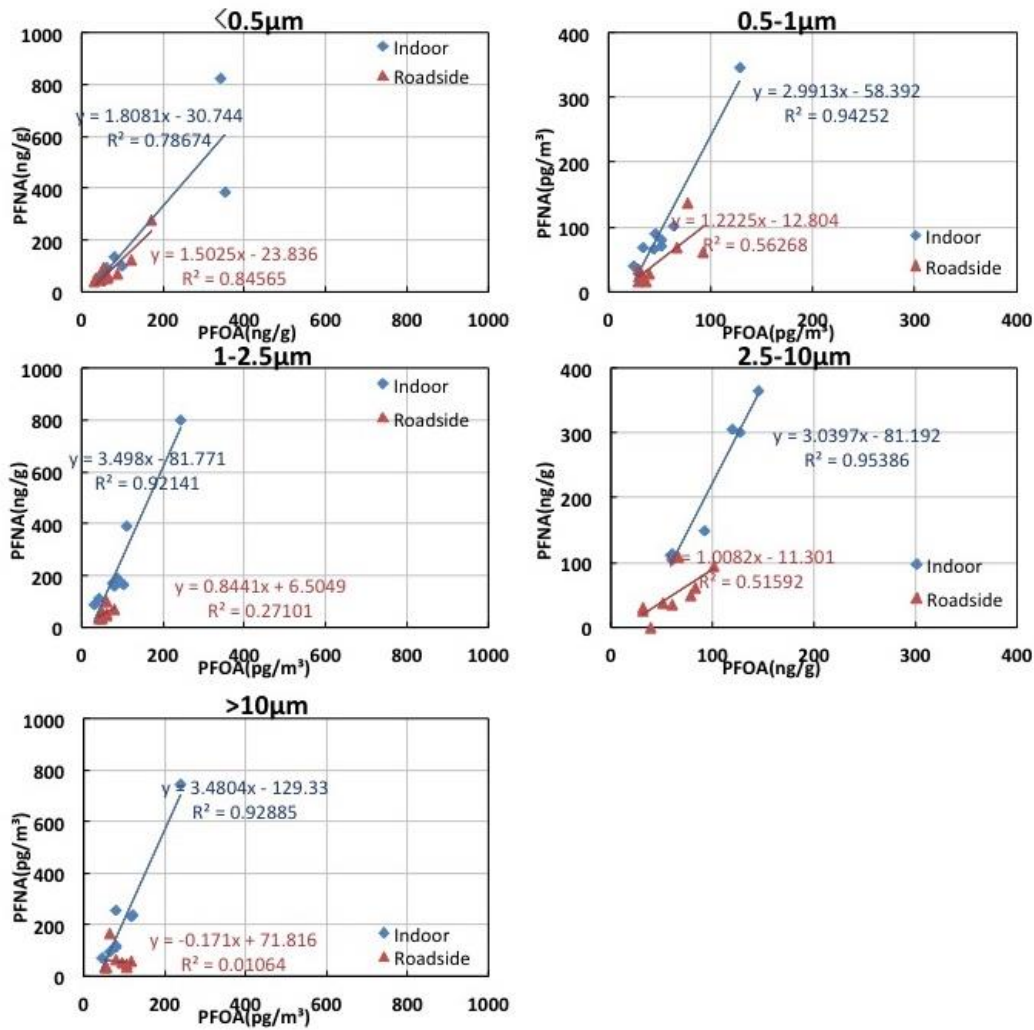 <0.5μm
1000
800
600
400
200
0
PFNA(ng/g)
Indoor
Roadside
y = 1.8081x - 30.744
R² = 0.78674
y = 1.5025x - 23.836
R² = 0.84565
0 200 400 600 800 1000
PFOA(ng/g)
0.5-1μm
400
300
200
100
0
PFNA(pg/m³)
y = 2.9913x - 58.392
R² = 0.94252
y = 1.2225x - 12.804
R² = 0.56268
Indoor
Roadside
0 100 200 300 400
PFOA(pg/m³)
1-2.5μm
1000
800
600
400
200
0
PFNA(ng/g)
Indoor
Roadside
y = 3.498x - 81.771
R² = 0.92141
y = 0.8441x + 6.5049
R² = 0.27101
0 200 400 600 800 1000
PFOA(pg/m³)
2.5-10μm
400
300
200
100
0
PFNA(ng/g)
y = 3.0397x - 81.192
R² = 0.95386
y = 1.0082x - 11.301
R² = 0.51592
Indoor
Roadside
0 100 200 300 400
PFOA(ng/g)
>10μm
1000
800
600
400
200
0
PFNA(pg/m³)
y = 3.4804x - 129.33
R² = 0.92885
y = -0.171x + 71.816
R² = 0.01064
Indoor
Roadside
0 200 400 600 800 1000
PFOA(pg/m³)